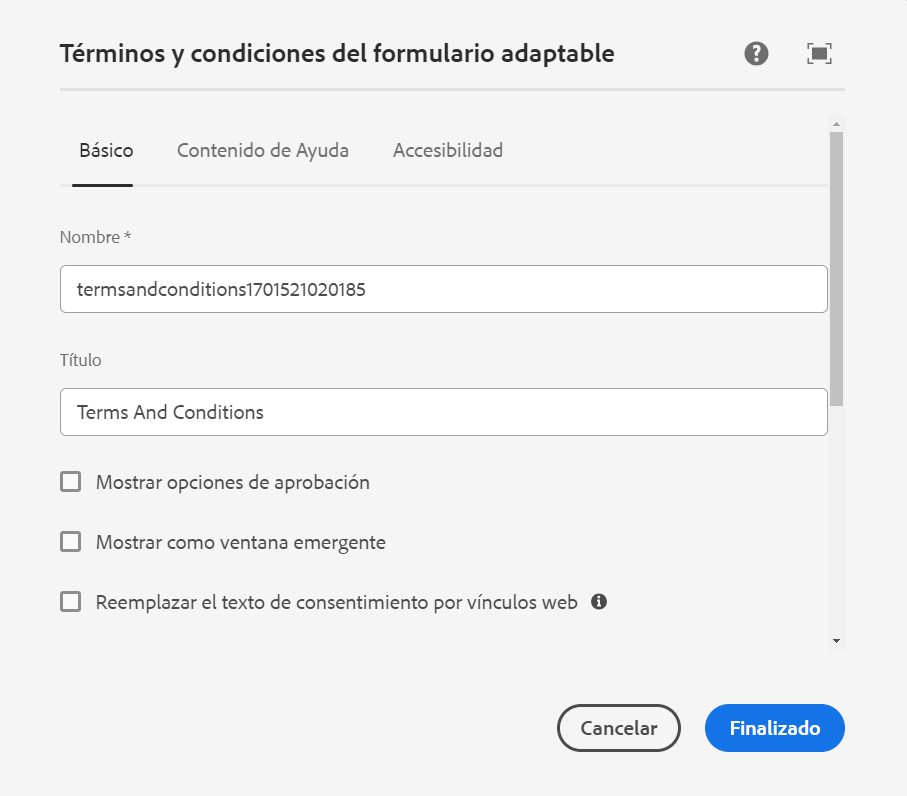 Términos y condiciones del formulario adaptable
Básico Contenido de Ayuda Accesibilidad
Nombre *
termsandconditions1701521020185
Título
Terms And Conditions
Mostrar opciones de aprobación
Mostrar como ventana emergente
Reemplazar el texto de consentimiento por vínculos web
Cancelar Finalizado